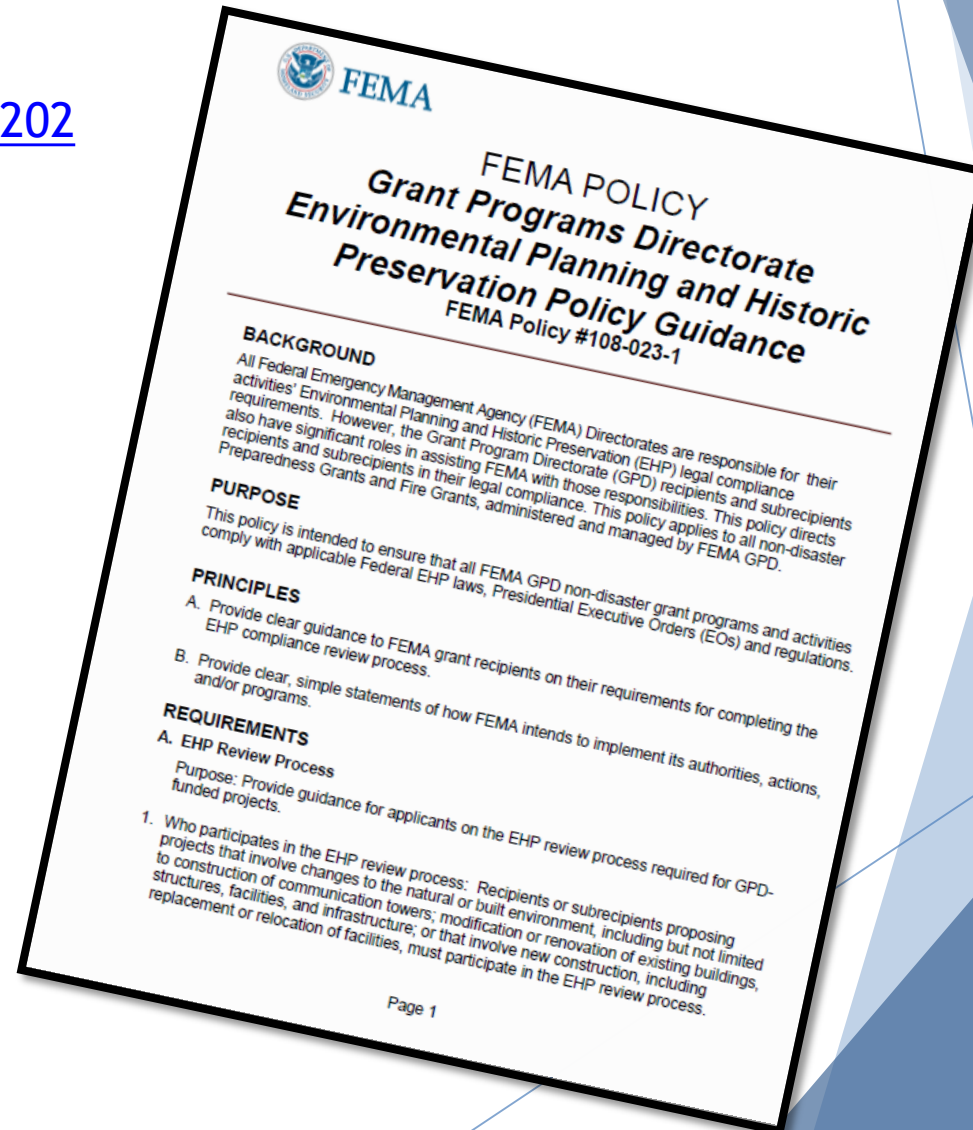 202
FEMA
FEMA POLICY
Grant Programs Directorate
Environmental Planning and Historic
Preservation Policy Guidance
FEMA Policy #108-023-1
BACKGROUND
All Federal Emergency Management Agency (FEMA) Directorates are responsible for their
activities' Environmental Planning and Historic Preservation (EHP) legal compliance
requirements. However, the Grant Program Directorate (GPD) recipients and subrecipients
also have significant roles in assisting FEMA with those responsibilities. This policy directs
recipients and subrecipients in their legal compliance. This policy applies to all non-disaster
Preparedness Grants and Fire Grants, administered and managed by FEMA GPD.
PURPOSE
This policy is intended to ensure that all FEMA GPD non-disaster grant programs and activities
comply with applicable Federal EHP laws, Presidential Executive Orders (EOs) and regulations.
PRINCIPLES
A. Provide clear guidance to FEMA grant recipients on their requirements for completing the
EHP compliance review process.
B. Provide clear, simple statements of how FEMA intends to implement its authorities, actions,
and/or programs.
REQUIREMENTS
A. EHP Review Process
Purpose: Provide guidance for applicants on the EHP review process required for GPD-
funded projects.
1. Who participates in the EHP review process: Recipients or subrecipients proposing
projects that involve changes to the natural or built environment, including but not limited
to construction of communication towers; modification or renovation of existing buildings,
structures, facilities, and infrastructure; or that involve new construction, including
replacement or relocation of facilities, must participate in the EHP review process.
Page 1